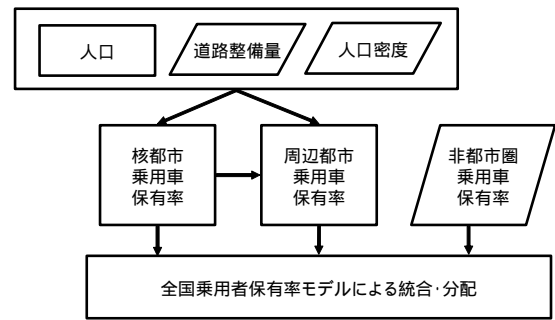 人口
道路整備量
人口密度
核都市
乗用車
保有率
周辺都市
乗用車
保有率
非都市圏
乗用車
保有率
全国乗用者保有率モデルによる統合・分配